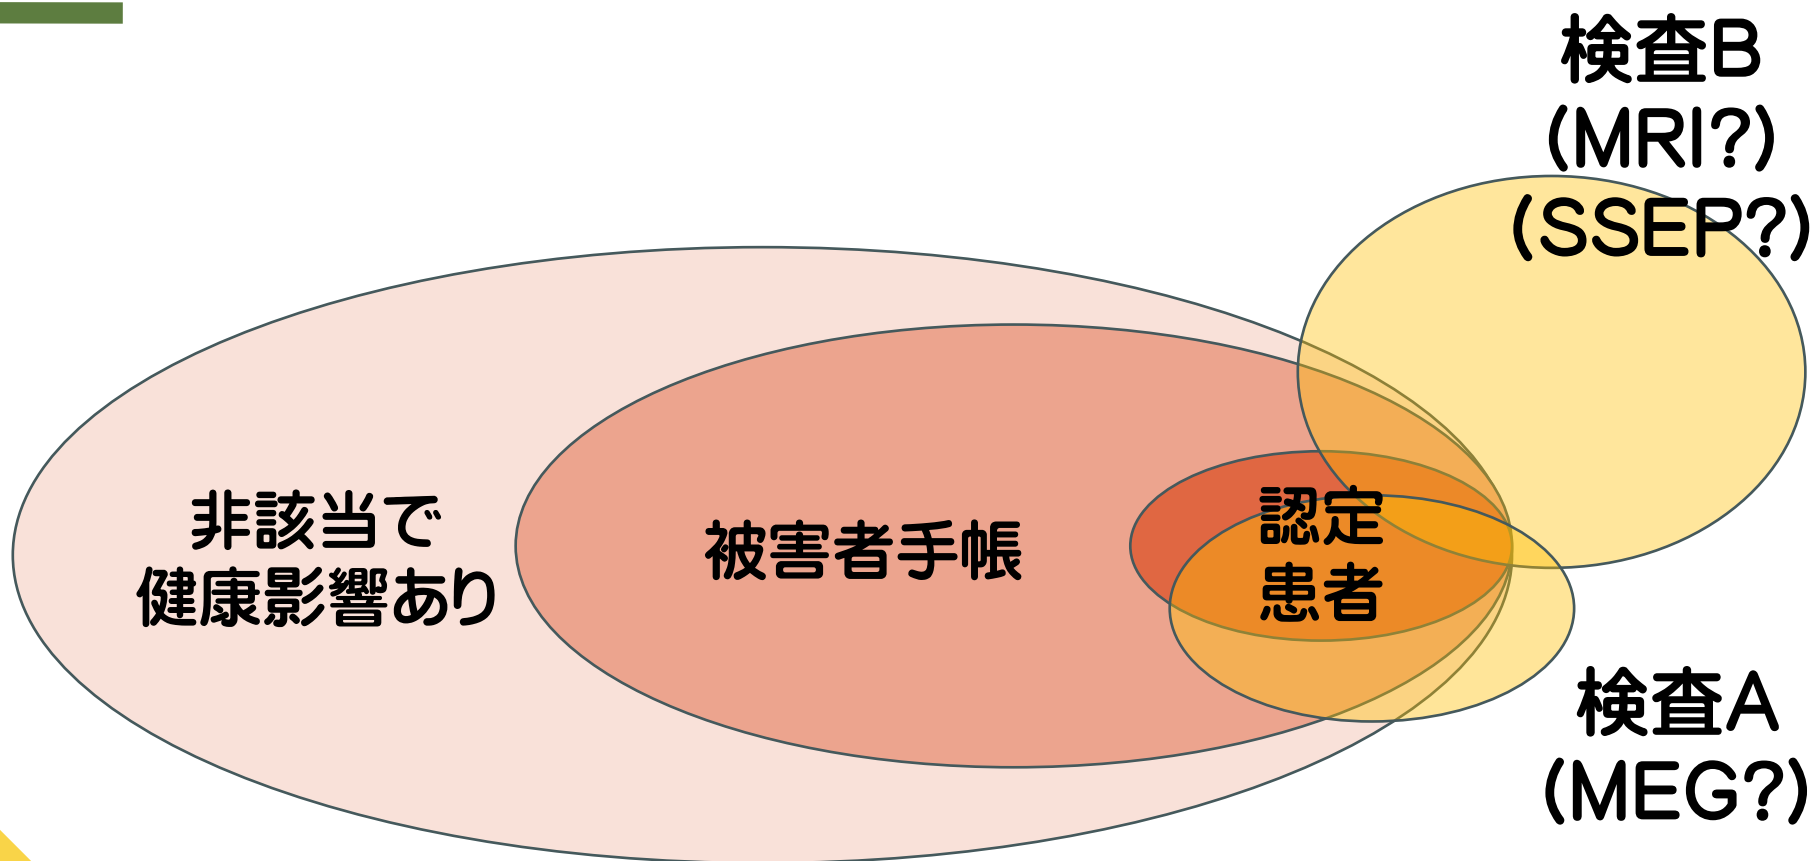 検査B
(MRI?)
(SSEP?)
非該当で
健康影響あり
被害者手帳
認定
患者
検査A
(MEG?)